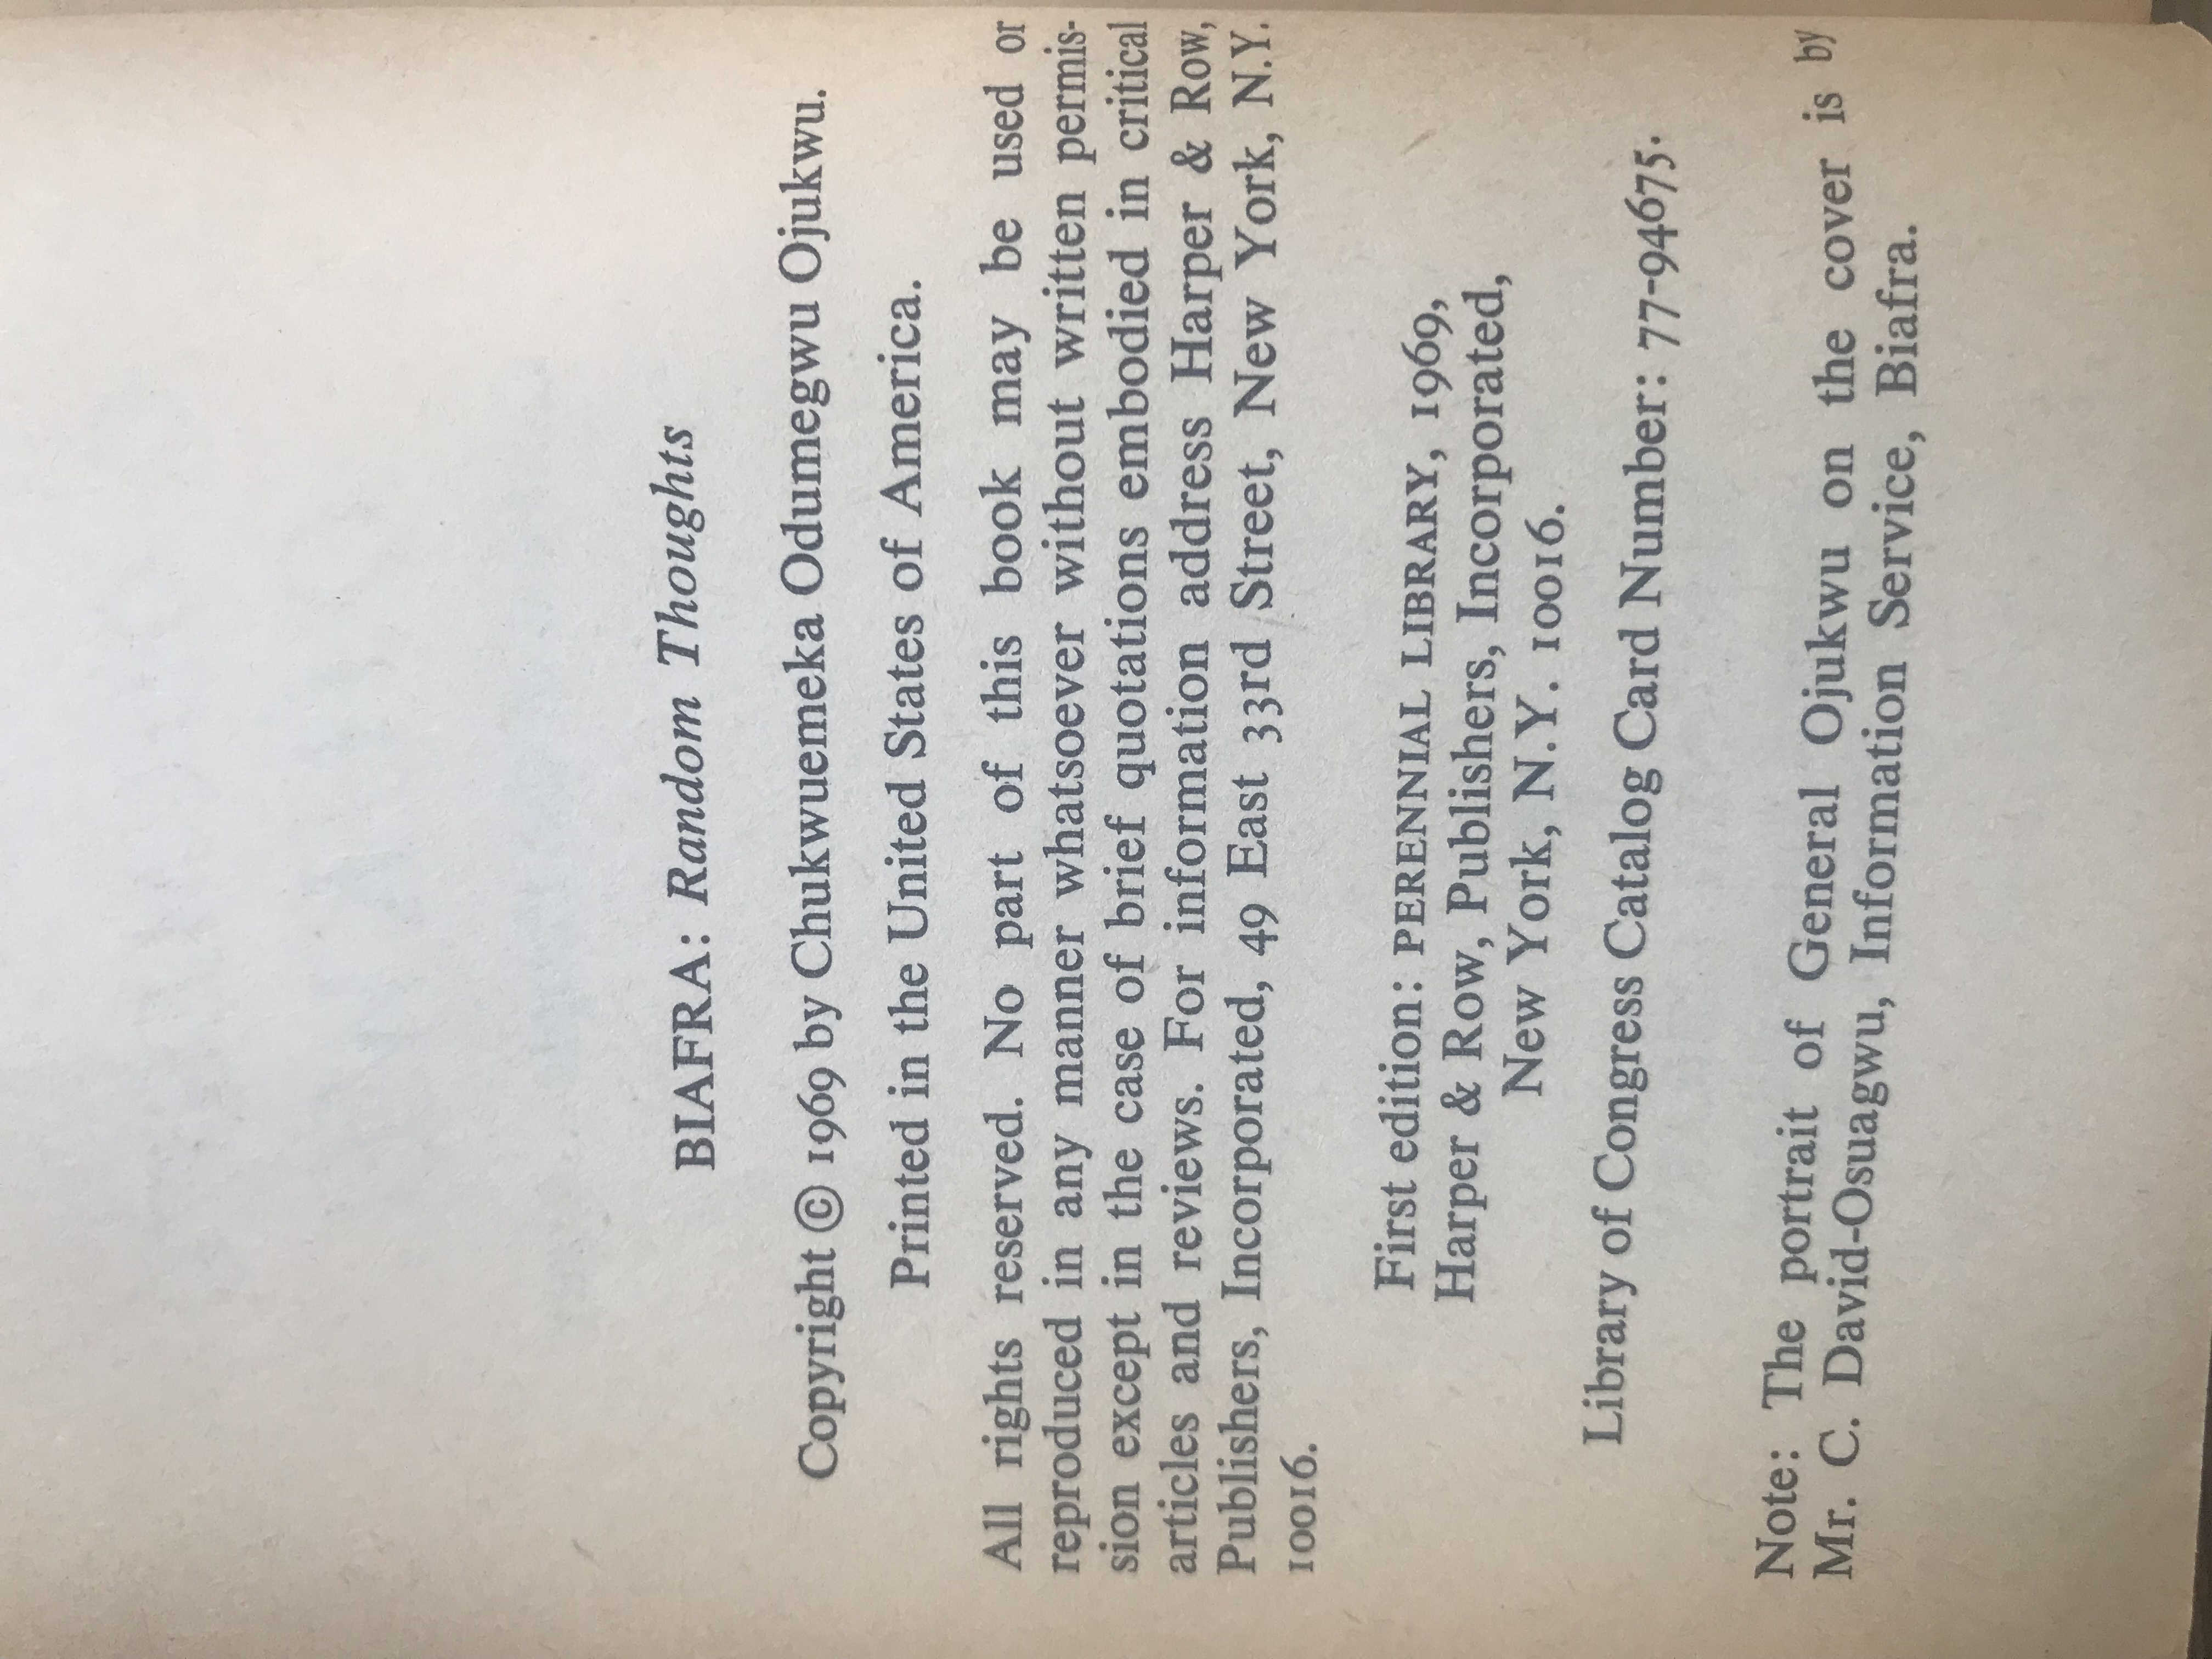 BIAFRA: Random Thoughts
Copyright © 1969 by Chukwuemeka Odumegwu Ojukwu.
Printed in the United States of America.
All rights reserved. No part of this book may be used or
reproduced in any manner whatsoever without written permis-
sion except in the case of brief quotations embodied in critical
articles and reviews. For information address Harper & Row,
Publishers, Incorporated, 49 East 33rd Street, New York, N.Y.
10016.
First edition: PERENNIAL LIBRARY, 1969,
Harper & Row, Publishers, Incorporated,
New York, N.Y. 10016.
Library of Congress Catalog Card Number: 77-94675.
Note: The portrait of General Ojukwu on the cover is by
Mr. C. David-Osuagwu, Information Service, Biafra.